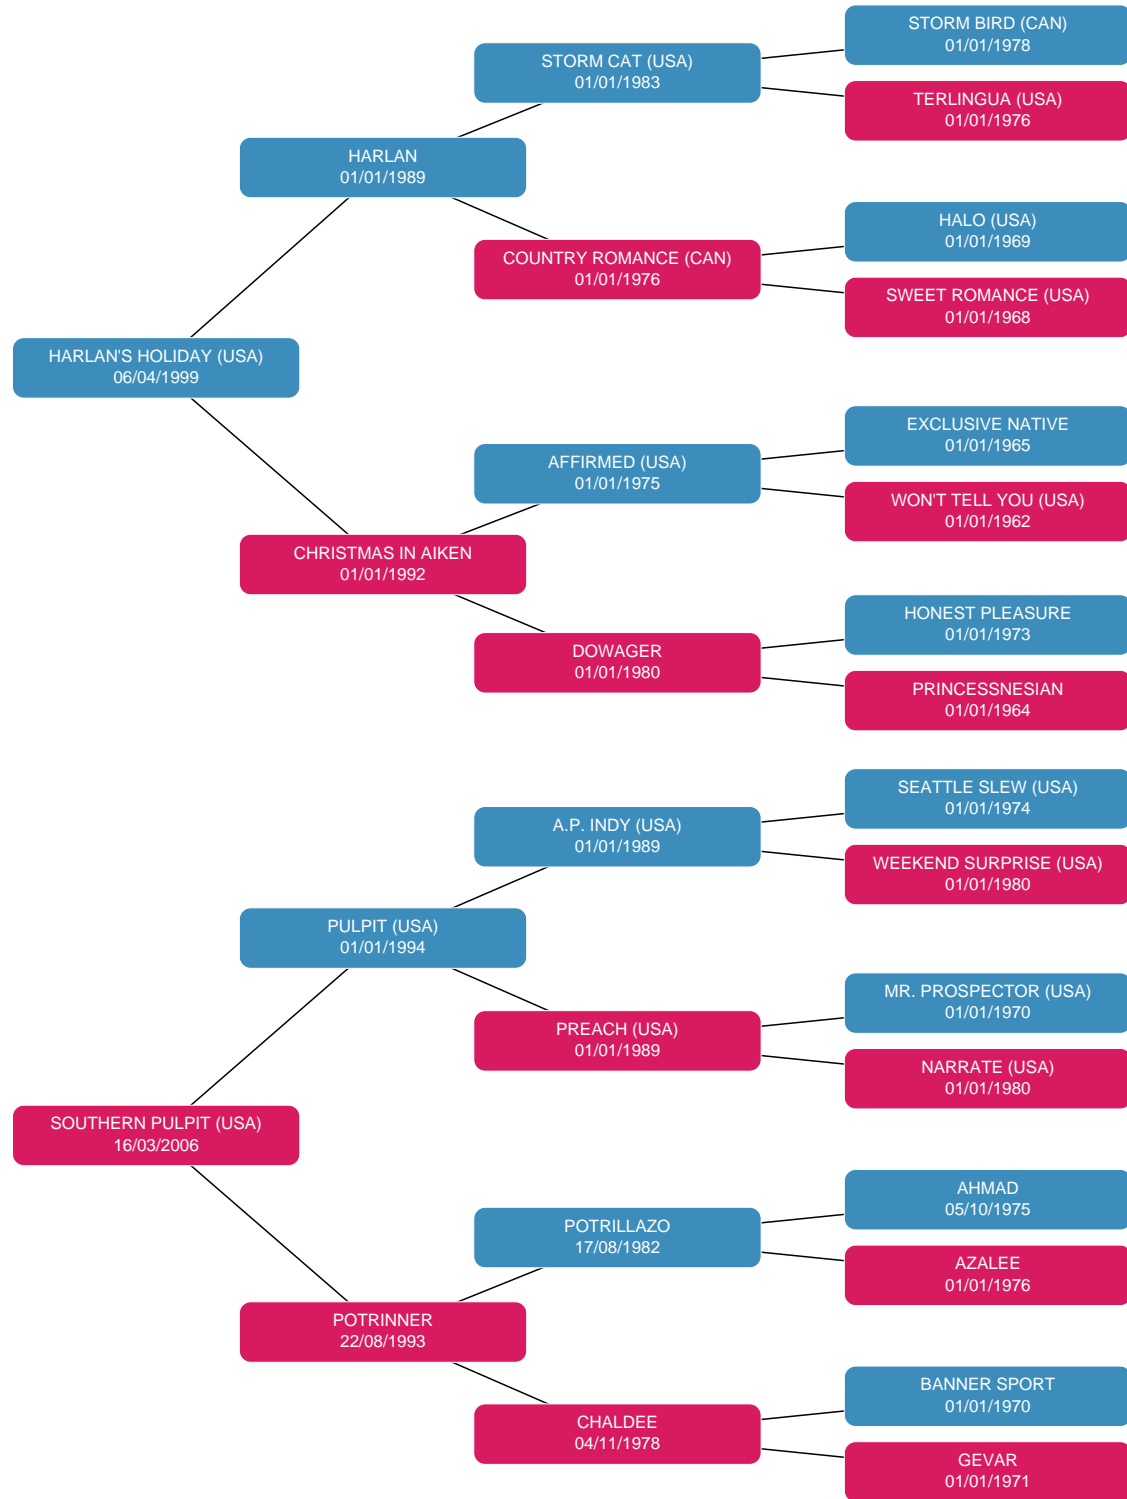 STORM BIRD (CAN)
01/01/1978
STORM CAT (USA)
01/01/1983
TERLINGUA (USA)
01/01/1976
HARLAN
01/01/1989
HALO (USA)
01/01/1969
COUNTRY ROMANCE (CAN)
01/01/1976
SWEET ROMANCE (USA)
01/01/1968
HARLAN'S HOLIDAY (USA)
06/04/1999
EXCLUSIVE NATIVE
01/01/1965
AFFIRMED (USA)
01/01/1975
WON'T TELL YOU (USA)
01/01/1962
CHRISTMAS IN AIKEN
01/01/1992
HONEST PLEASURE
01/01/1973
DOWAGER
01/01/1980
PRINCESSNESIAN
01/01/1964
SEATTLE SLEW (USA)
01/01/1974
A.P. INDY (USA)
01/01/1989
WEEKEND SURPRISE (USA)
01/01/1980
PULPIT (USA)
01/01/1994
MR. PROSPECTOR (USA)
01/01/1970
PREACH (USA)
01/01/1989
NARRATE (USA)
01/01/1980
SOUTHERN PULPIT (USA)
16/03/2006
AHMAD
05/10/1975
POTRILLAZO
17/08/1982
AZALEE
01/01/1976
POTRINNER
22/08/1993
BANNER SPORT
01/01/1970
CHALDEE
04/11/1978
GEVAR
01/01/1971